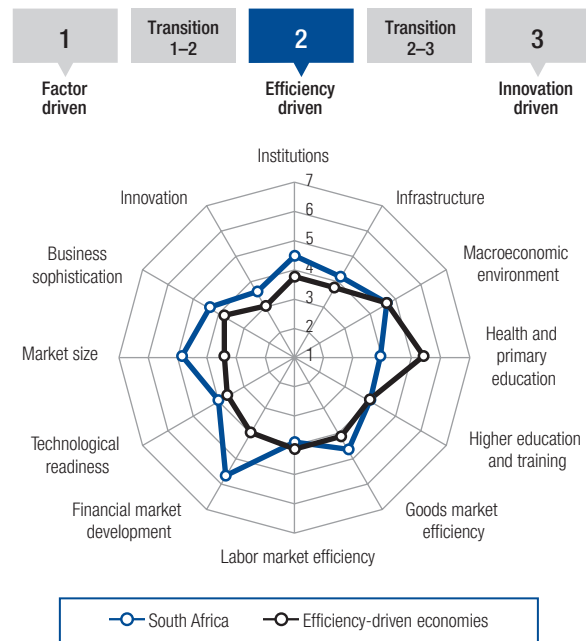 1
Transition
1–2
2
Transition
2–3
3
Factor
driven
Efficiency
driven
Innovation
driven
Institutions
Infrastructure
Macroeconomic
environment
Health and
primary
education
Higher education
and training
Goods market
efficiency
Labor market efficiency
Financial market
development
Technological
readiness
Market size
Business
sophistication
Innovation
7
6
5
4
3
2
1
South Africa
Efficiency-driven economies